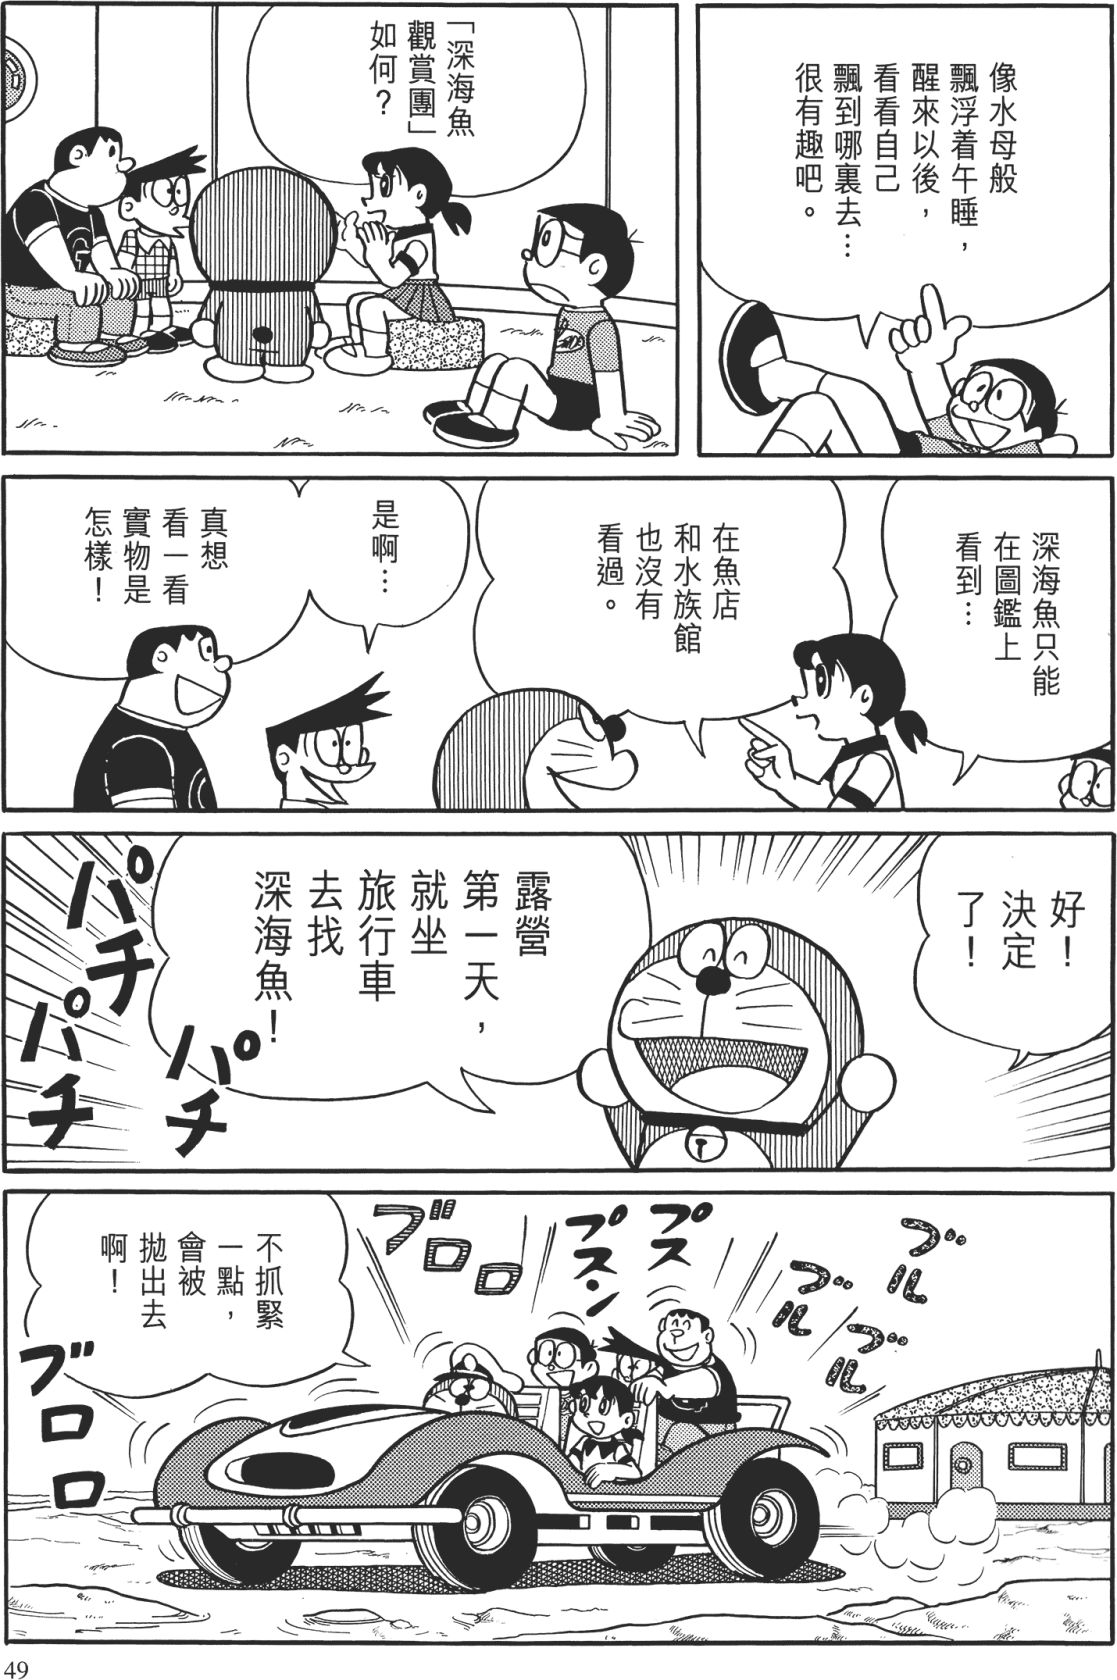 像水母般
飄浮着午睡，
醒來以後，
看看自己
飄到哪裏去…
很有趣吧。
「深海魚
觀賞團」
如何？
深海魚只能
在圖鑑上
看到…
在魚店
和水族館
也沒有
看過。
是啊…
真想
看一看
實物是
怎樣！
好！
決定
了！
露營
第一天，
就坐
旅行車
去找
深海魚！
パチ
パチ
パチ
ブル
ブル
ブル
プス
プスン
ブロロ
不抓緊
一點，
會被
拋出去
啊！
ブロロ
49